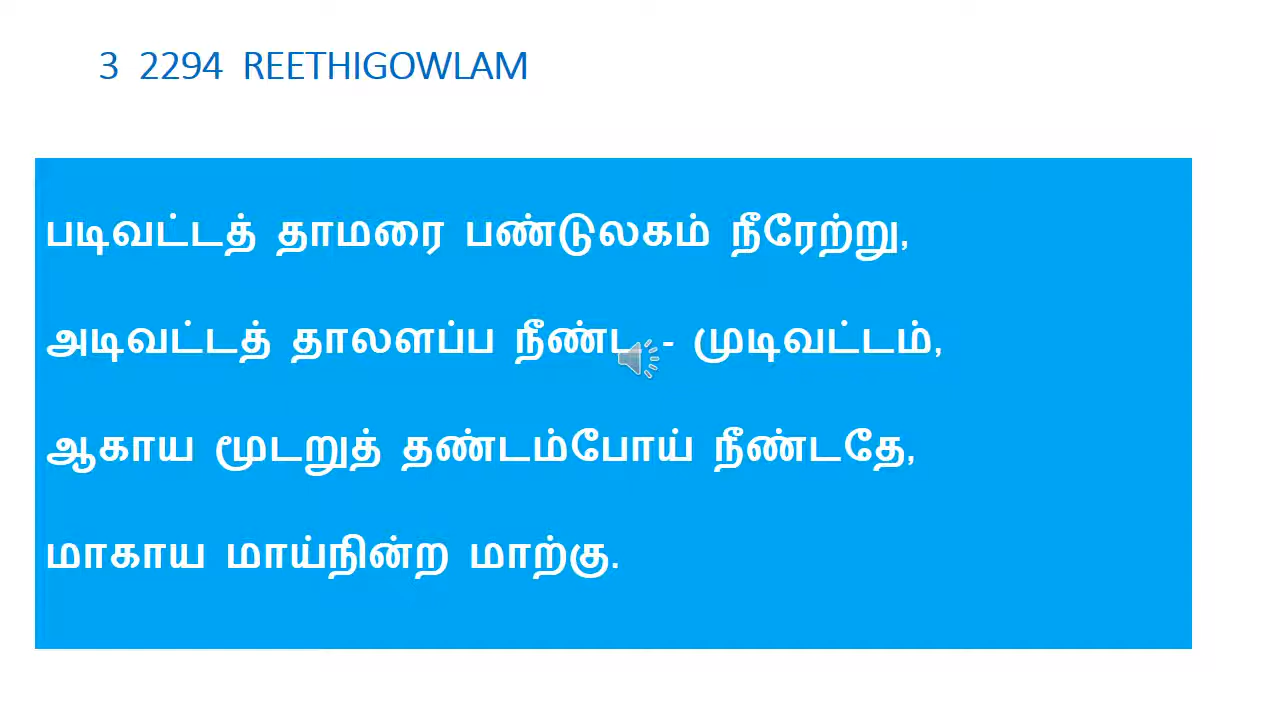 3 2294 REETHIGOWLAM
படிவட்டத் தாமரை பண்டுலகம் நீரேற்று,
அடிவட்டத் தாலளப்ப நீண்ட - முடிவட்டம்,
ஆகாய மூடறுத் தண்டம்போய் நீண்டதே,
மாகாய மாய்நின்ற மாற்கு.